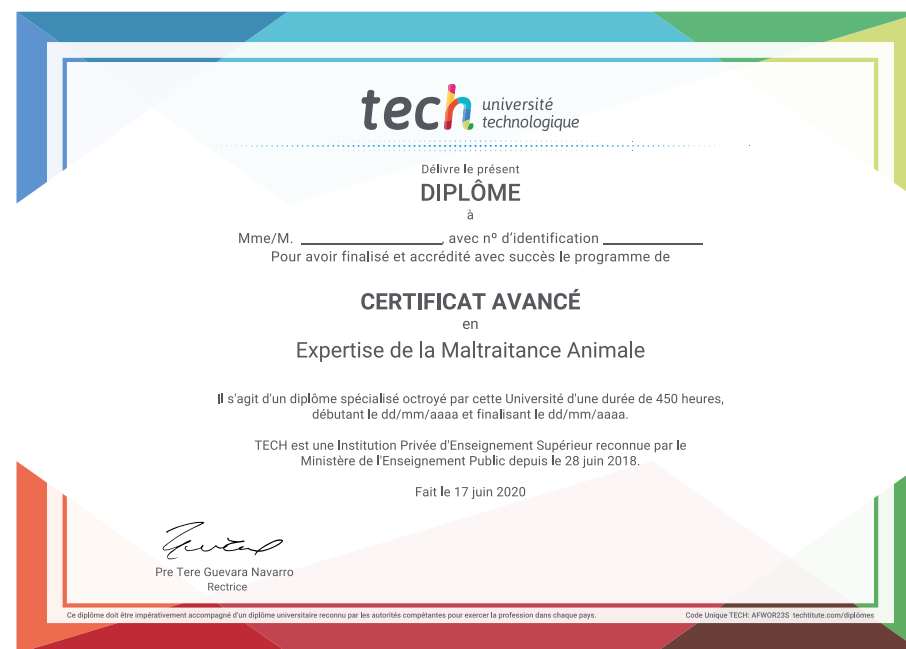 tech université
technologique
Délivre le présent
DIPLÔME
à
Mme/M. ____________________, avec nº d'identification ______________
Pour avoir finalisé et accrédité avec succès le programme de
CERTIFICAT AVANCÉ
en
Expertise de la Maltraitance Animale
Il s'agit d'un diplôme spécialisé octroyé par cette Université d'une durée de 450 heures,
débutant le dd/mm/aaaa et finalisant le dd/mm/aaaa.
TECH est une Institution Privée d'Enseignement Supérieur reconnue par le
Ministère de l'Enseignement Public depuis le 28 juin 2018.
Fait le 17 juin 2020
Pre Tere Guevara Navarro
Rectrice
Ce diplôme doit être impérativement accompagné d'un diplôme universitaire reconnu par les autorités compétentes pour exercer la profession dans chaque pays.
Code Unique TECH: AFWOR23S techtitute.com/diplômes